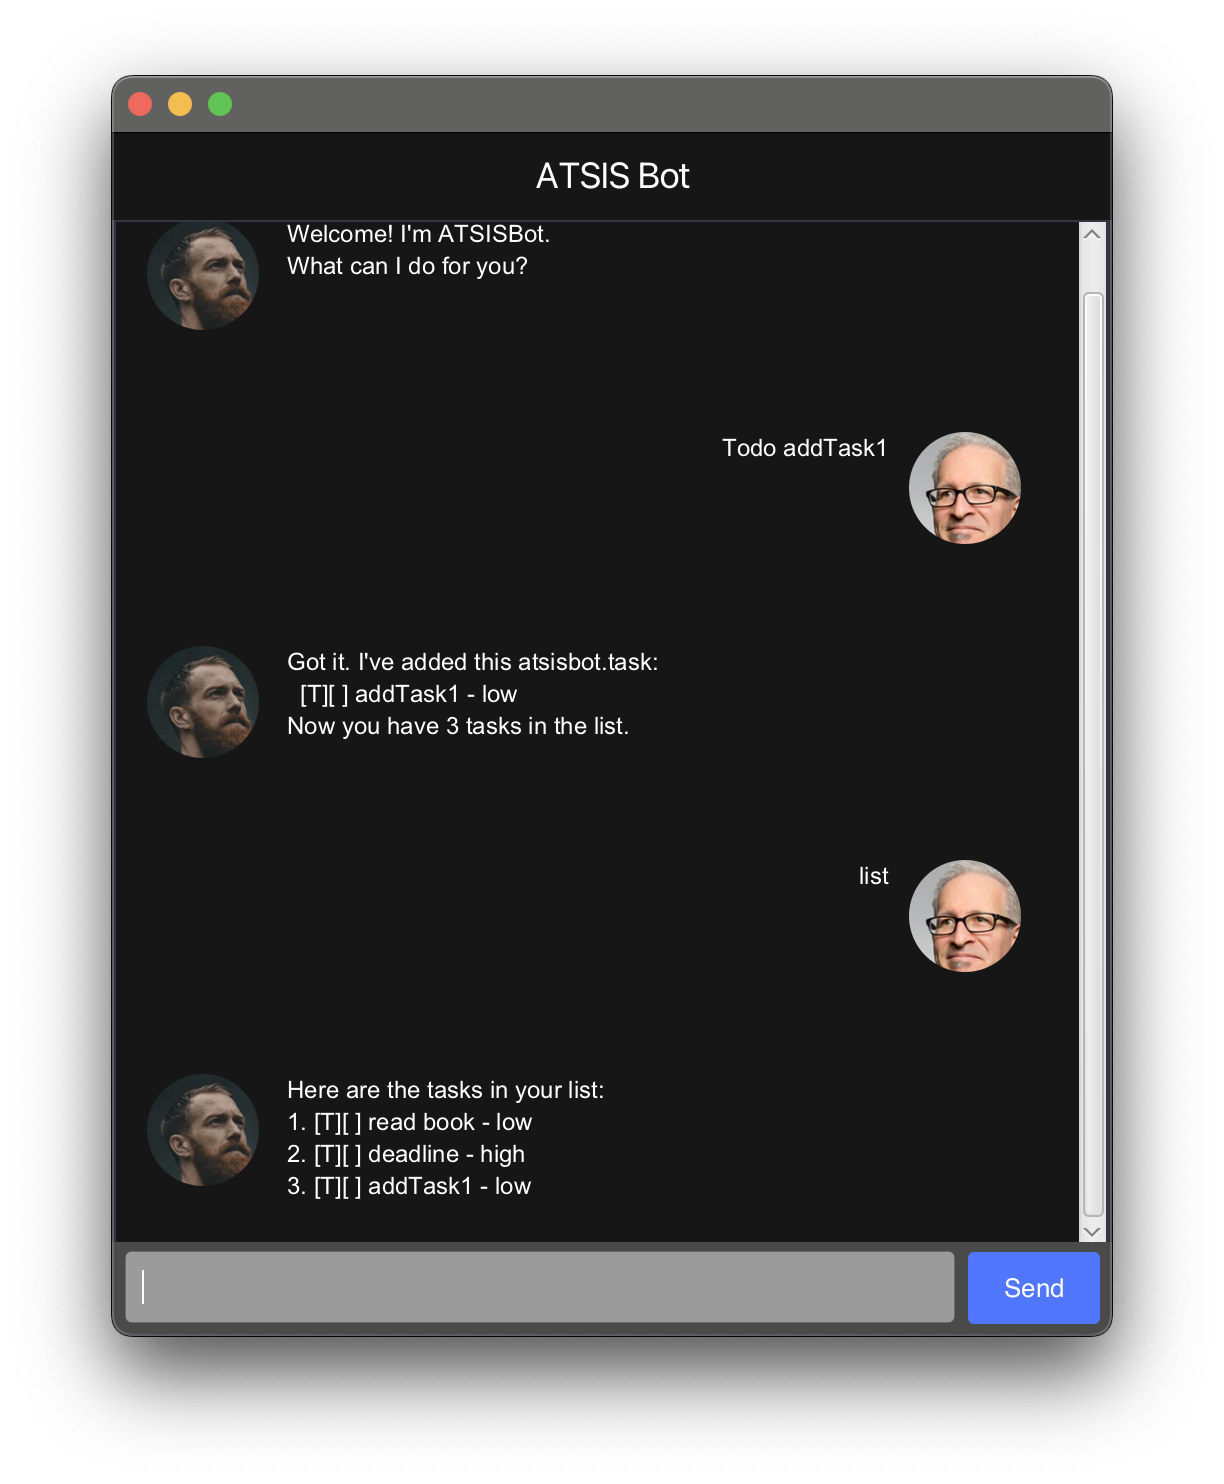 ATSIS Bot
Welcome! I'm ATSISBot.
What can I do for you?
Todo addTask1
Got it. I've added this atsisbot.task:
[T][ ] addTask1 - low
Now you have 3 tasks in the list.
list
Here are the tasks in your list:
1. [T][ ] read book - low
2. [T][ ] deadline - high
3. [T][ ] addTask1 - low
Send